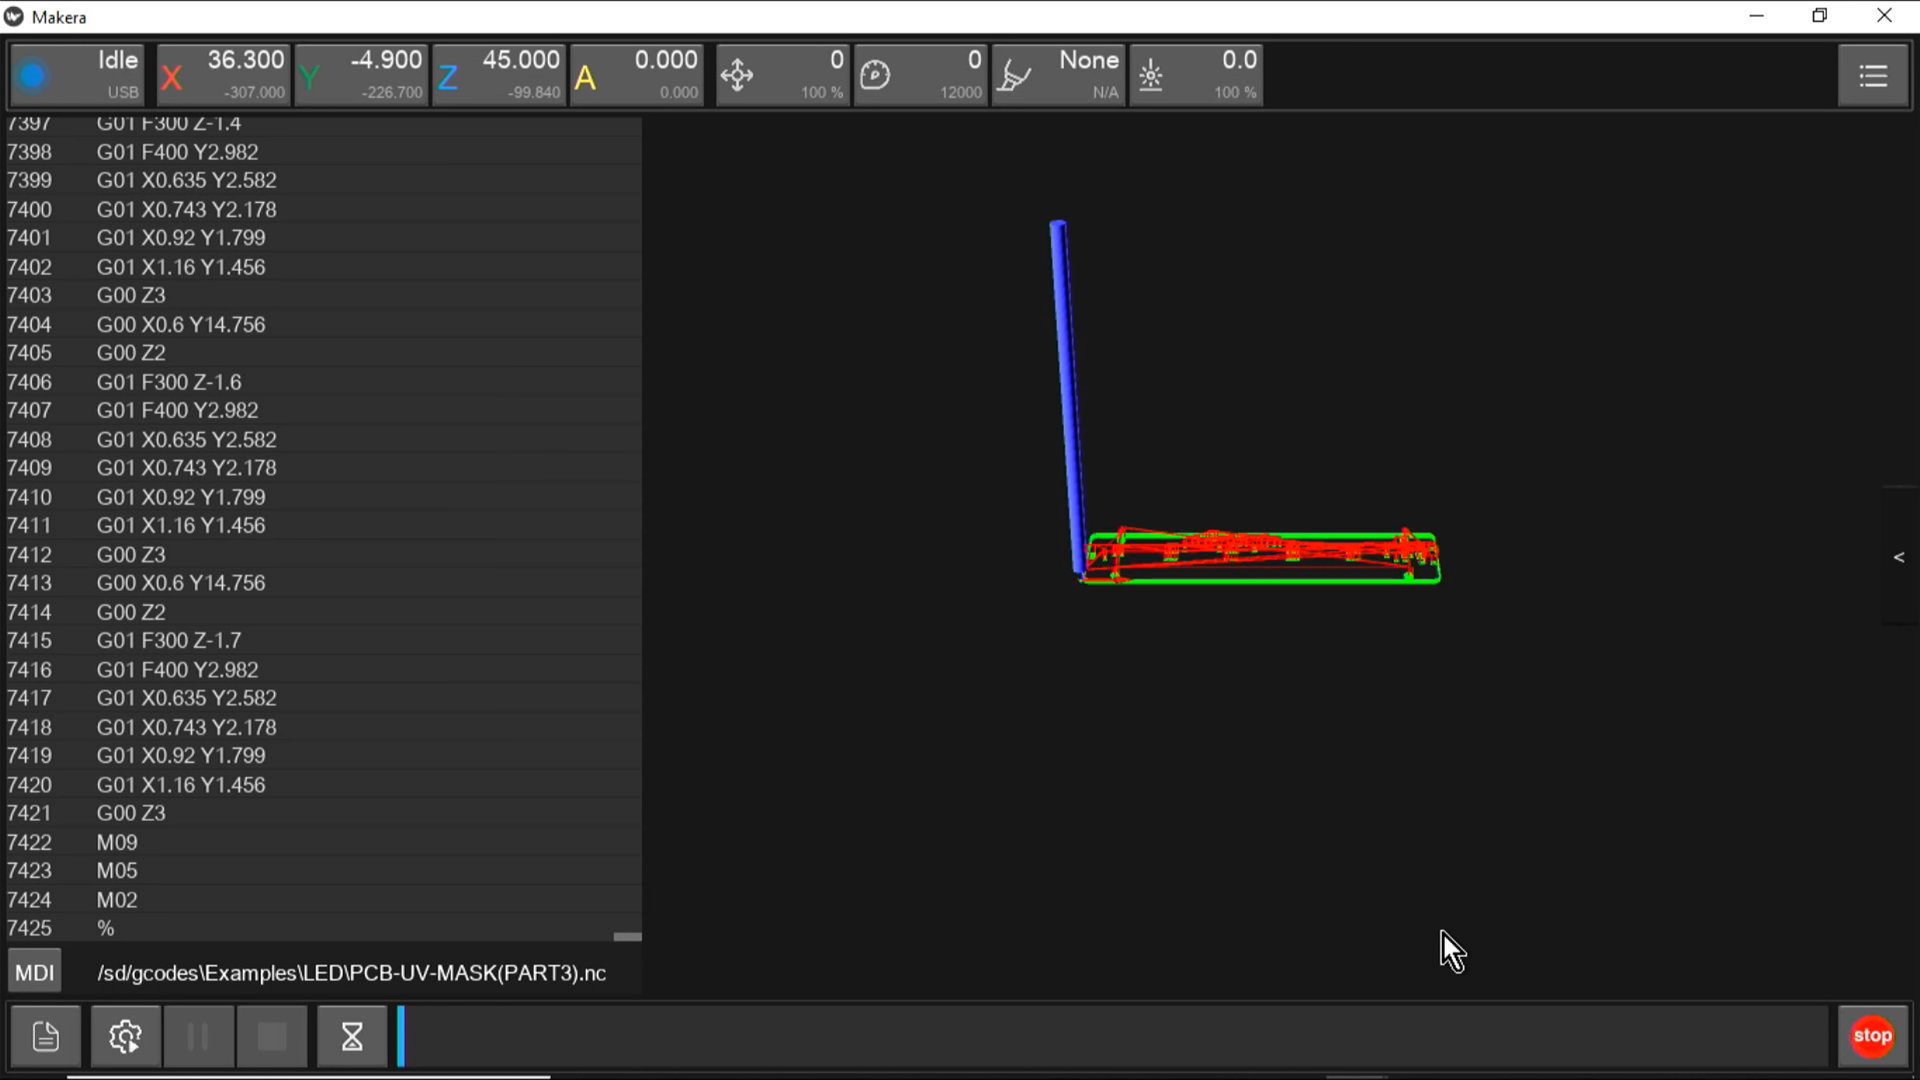 Makera
Idle
USB
X 36.300
-307.000
Y -4.900
-226.700
Z 45.000
-99.840
A 0.000
0.000
0
100 %
0
12000
None
N/A
0.0
100 %
7397 G01 F300 Z-1.4
7398 G01 F400 Y2.982
7399 G01 X0.635 Y2.582
7400 G01 X0.743 Y2.178
7401 G01 X0.92 Y1.799
7402 G01 X1.16 Y1.456
7403 G00 Z3
7404 G00 X0.6 Y14.756
7405 G00 Z2
7406 G01 F300 Z-1.6
7407 G01 F400 Y2.982
7408 G01 X0.635 Y2.582
7409 G01 X0.743 Y2.178
7410 G01 X0.92 Y1.799
7411 G01 X1.16 Y1.456
7412 G00 Z3
7413 G00 X0.6 Y14.756
7414 G00 Z2
7415 G01 F300 Z-1.7
7416 G01 F400 Y2.982
7417 G01 X0.635 Y2.582
7418 G01 X0.743 Y2.178
7419 G01 X0.92 Y1.799
7420 G01 X1.16 Y1.456
7421 G00 Z3
7422 M09
7423 M05
7424 M02
7425 %
<
MDI /sd/gcodes\Examples\LED\PCB-UV-MASK(PART3).nc
stop